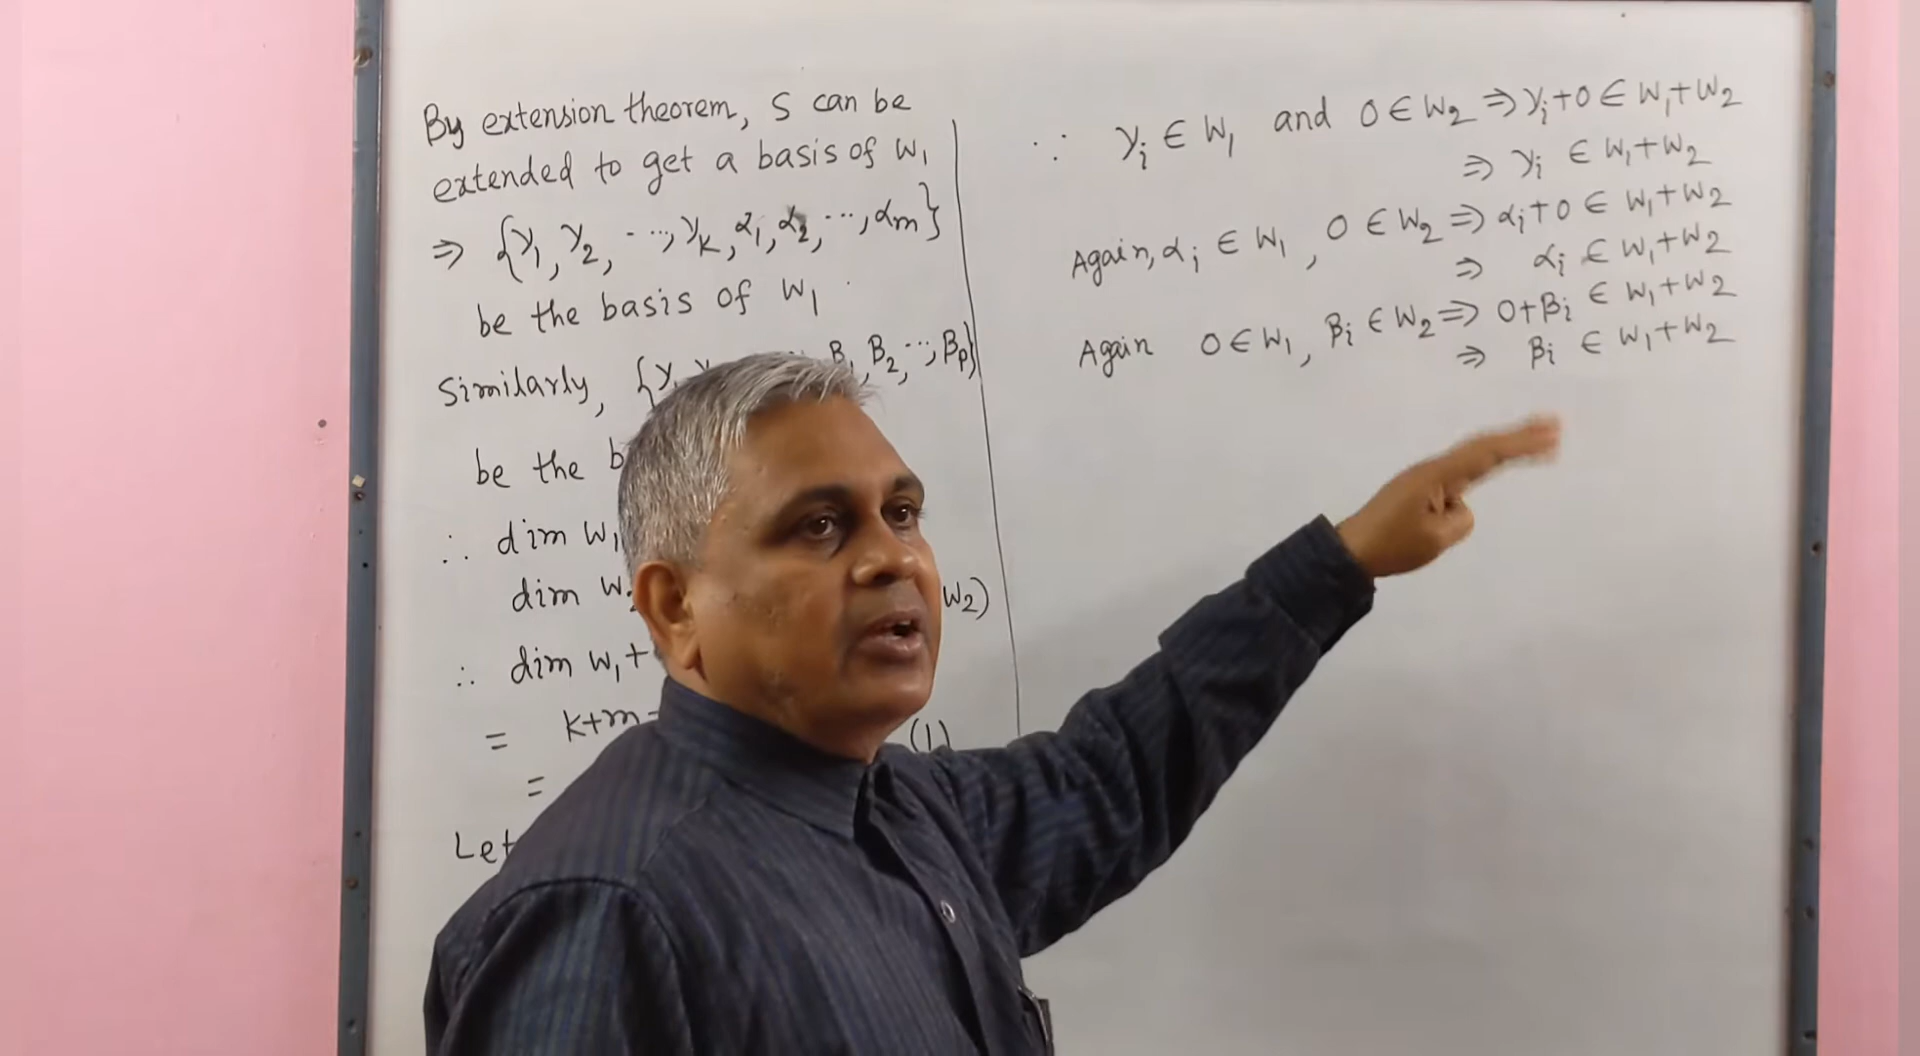 By extension theorem, S can be
extended to get a basis of W₁
⇒ {γ₁, γ₂, ..., γₖ, α₁, α₂, ..., αm}
be the basis of W₁.
Similarly, {γ₁, β₁, β₂, ..., βp}
be the
∴ dim W₁
dim W₂ W₂)
∴ dim W₁+
= k+m- (1)
=
Let
∵ γᵢ ∈ W₁ and 0 ∈ W₂ ⇒ γᵢ+0 ∈ W₁+W₂
⇒ γᵢ ∈ W₁+W₂
Again, αᵢ ∈ W₁, 0 ∈ W₂ ⇒ αᵢ+0 ∈ W₁+W₂
⇒ αᵢ ∈ W₁+W₂
Again 0 ∈ W₁, βᵢ ∈ W₂ ⇒ 0+βᵢ ∈ W₁+W₂
⇒ βᵢ ∈ W₁+W₂